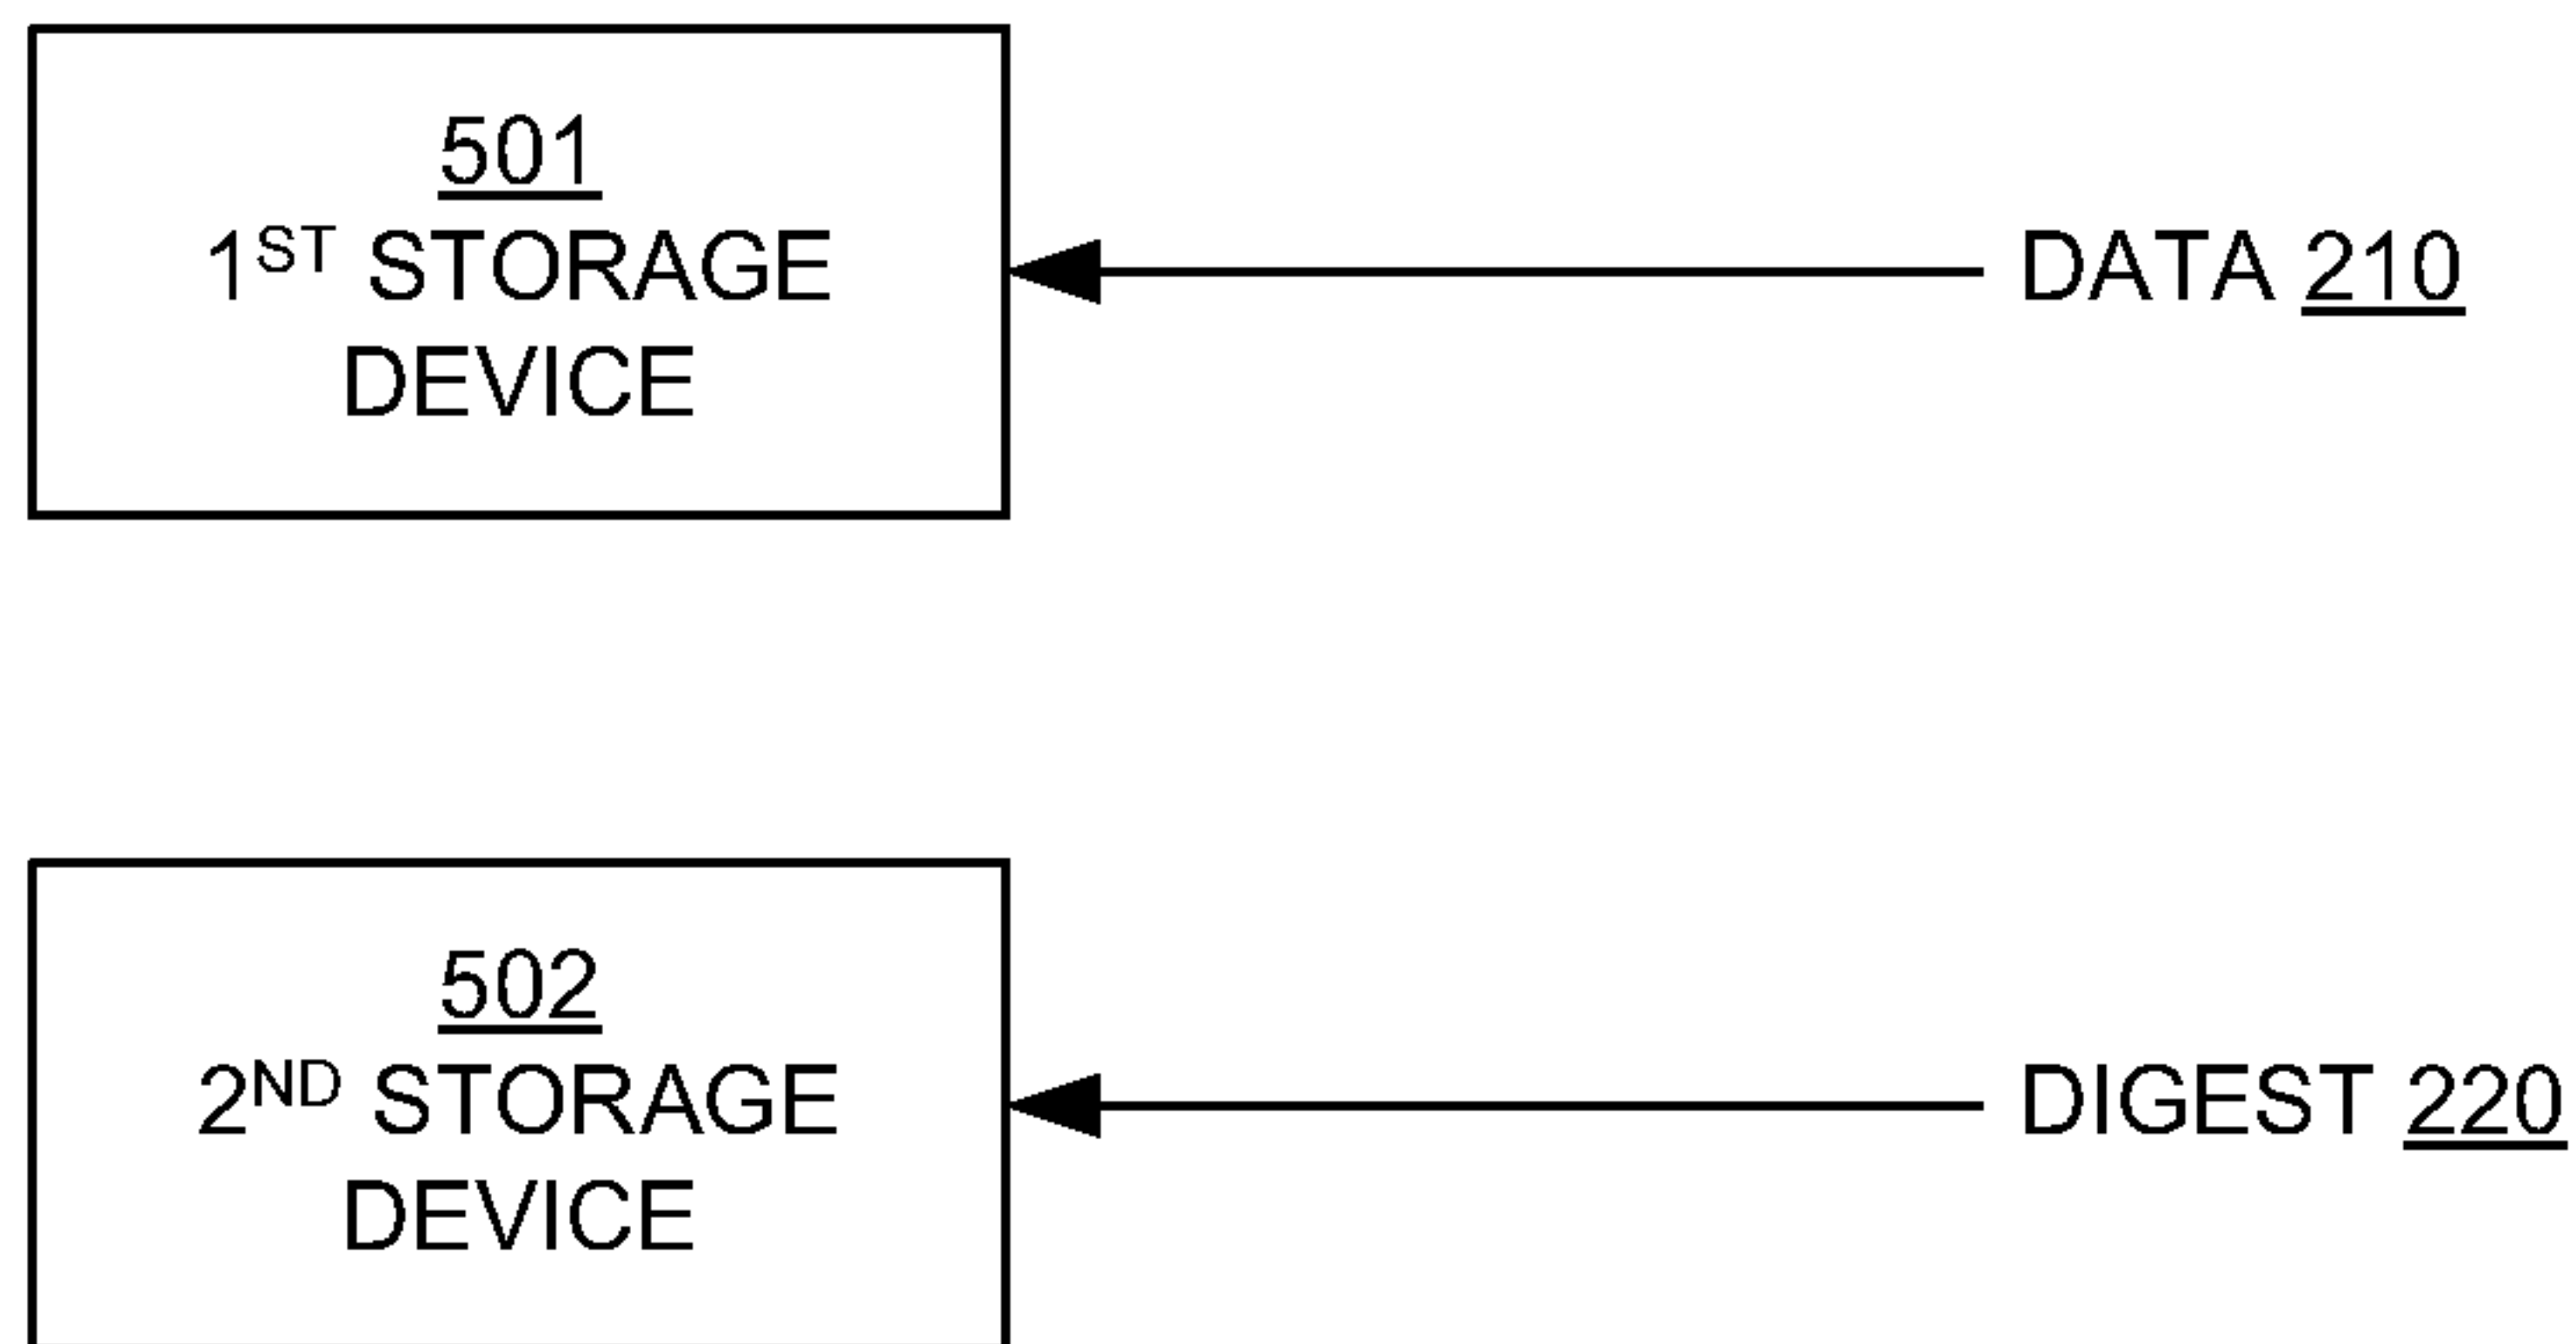 501
1ST STORAGE
DEVICE
DATA 210
502
2ND STORAGE
DEVICE
DIGEST 220